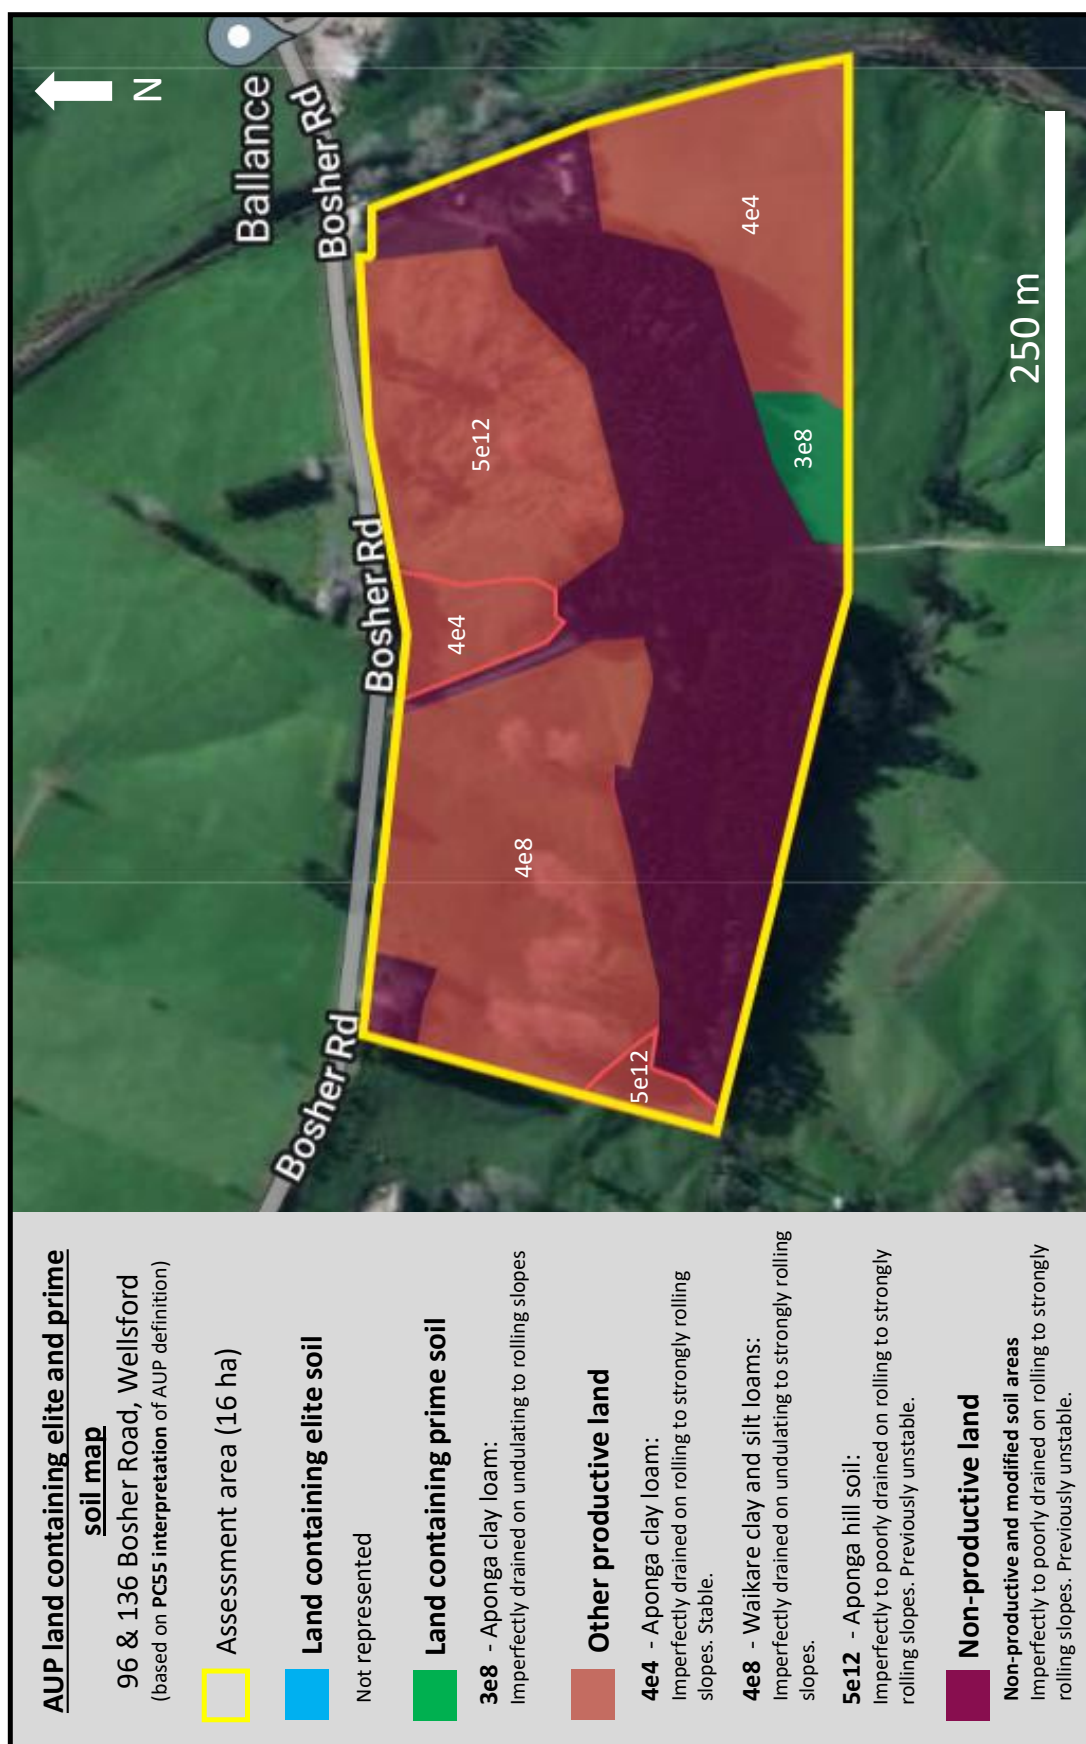 AUP land containing elite and prime
soil map
96 & 136 Bosher Road, Wellsford
(based on PC55 interpretation of AUP definition)
Assessment area (16 ha)
Land containing elite soil
Not represented
Land containing prime soil
3e8 - Aponga clay loam:
Imperfectly drained on undulating to rolling slopes
Other productive land
4e4 - Aponga clay loam:
Imperfectly drained on rolling to strongly rolling
slopes. Stable.
4e8 - Waikare clay and silt loams:
Imperfectly drained on undulating to strongly rolling
slopes.
5e12 - Aponga hill soil:
Imperfectly to poorly drained on rolling to strongly
rolling slopes. Previously unstable.
Non-productive land
Non-productive and modified soil areas
Imperfectly to poorly drained on rolling to strongly
rolling slopes. Previously unstable.
N
Ballance
Bosher Rd
Bosher Rd
Bosher Rd
5e12
4e4
4e8
5e12
4e4
3e8
250 m